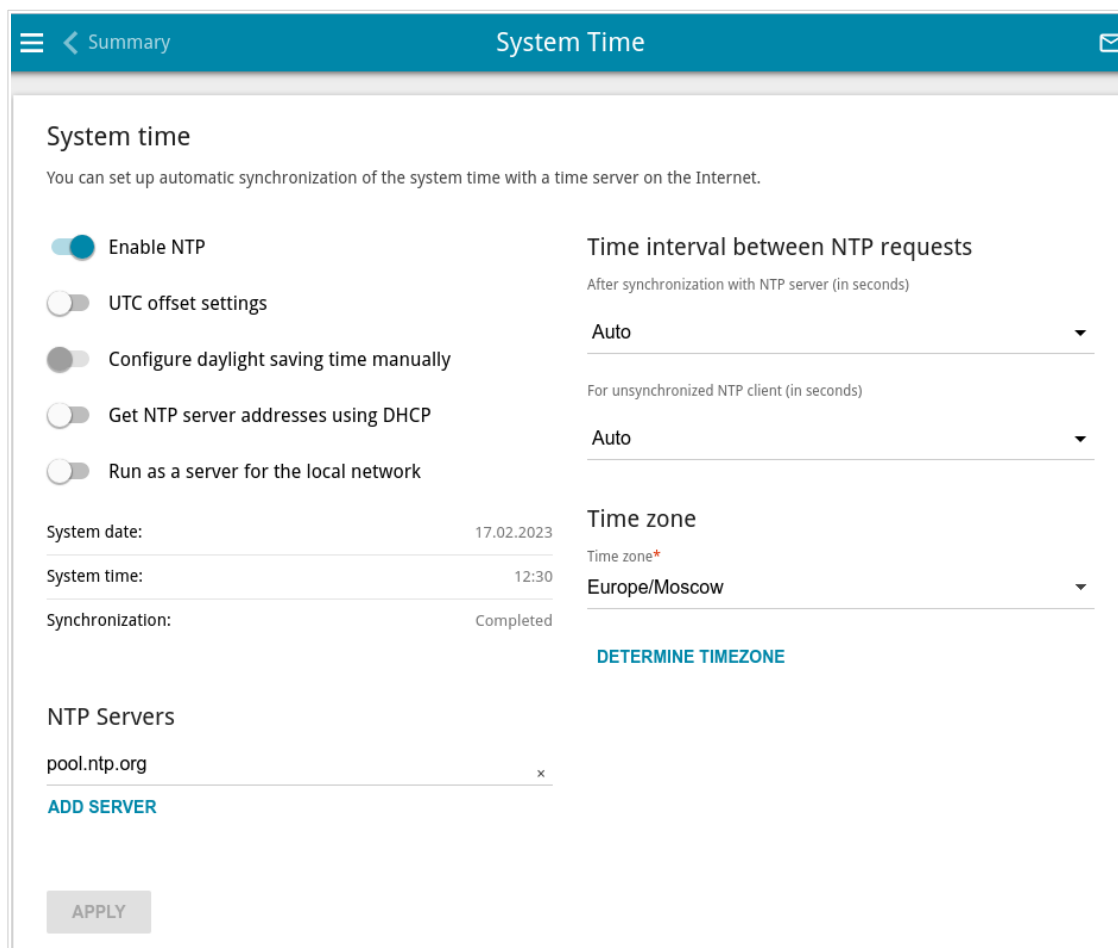 Summary
System Time
System time
You can set up automatic synchronization of the system time with a time server on the Internet.
Enable NTP
UTC offset settings
Configure daylight saving time manually
Get NTP server addresses using DHCP
Run as a server for the local network
System date: 17.02.2023
System time: 12:30
Synchronization: Completed
NTP Servers
pool.ntp.org ×
ADD SERVER
APPLY
Time interval between NTP requests
After synchronization with NTP server (in seconds)
Auto
For unsynchronized NTP client (in seconds)
Auto
Time zone
Time zone*
Europe/Moscow
DETERMINE TIMEZONE